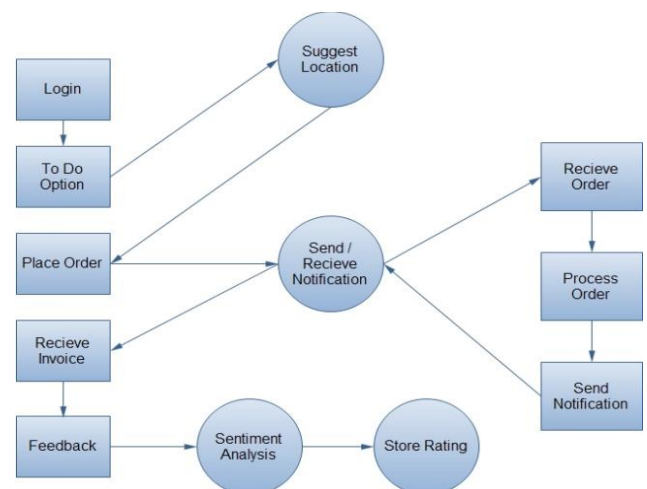 Suggest
Location
Login
To Do
Option
Recieve
Order
Place Order
Send /
Recieve
Notification
Process
Order
Recieve
Invoice
Send
Notification
Feedback
Sentiment
Analysis
Store Rating